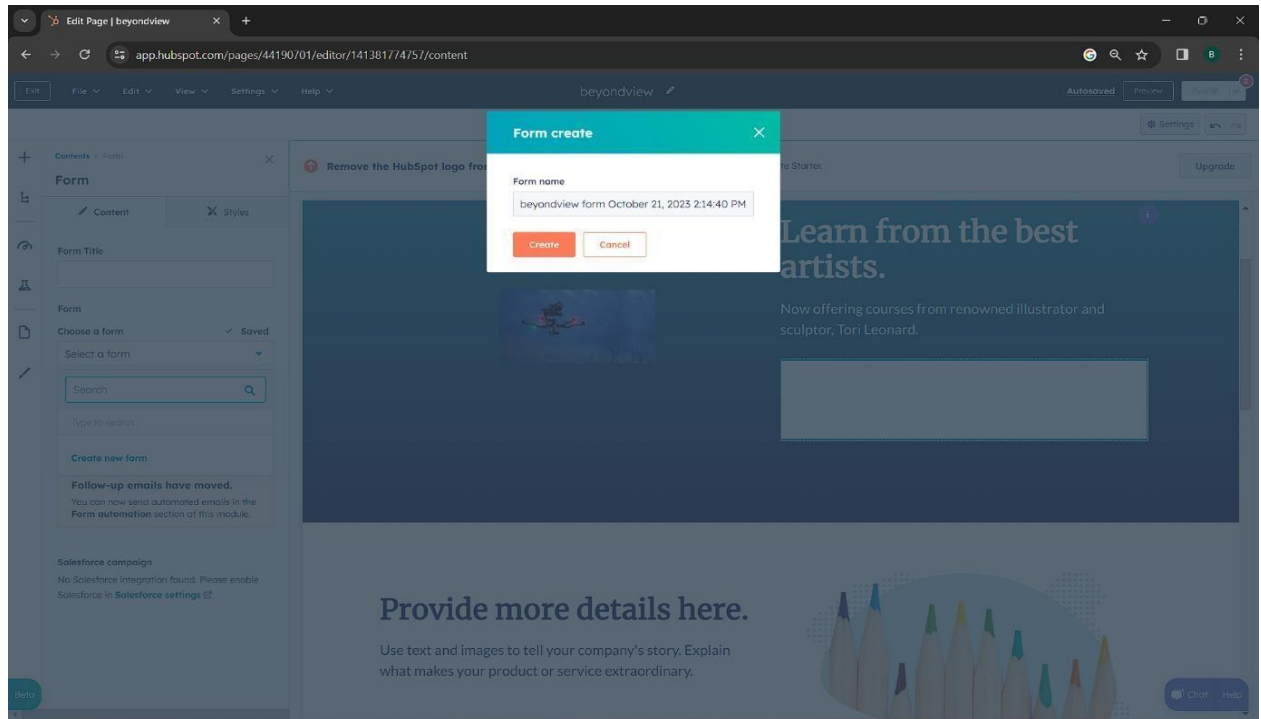 Edit Page | beyondview
app.hubspot.com/pages/44190701/editor/141381774757/content
B
Exit File Edit View Settings Help beyondview Autosaved Preview Publish
Settings
Contents Form
Form
Remove the HubSpot logo fro
te Starter.
Upgrade
Content Styles
Form Title
Form
Choose a form Saved
Select a form
Search
Type to search
Create new form
Follow-up emails have moved.
You can now send automated emails in the
Form automation section of this module.
Salesforce campaign
No Salesforce integration found. Please enable
Salesforce in Salesforce settings
Form create
Form name
beyondview form October 21, 2023 2:14:40 PM
Create Cancel
Learn from the best
artists.
Now offering courses from renowned illustrator and
sculptor, Tori Leonard.
Provide more details here.
Use text and images to tell your company's story. Explain
what makes your product or service extraordinary.
Beta
Chat Help